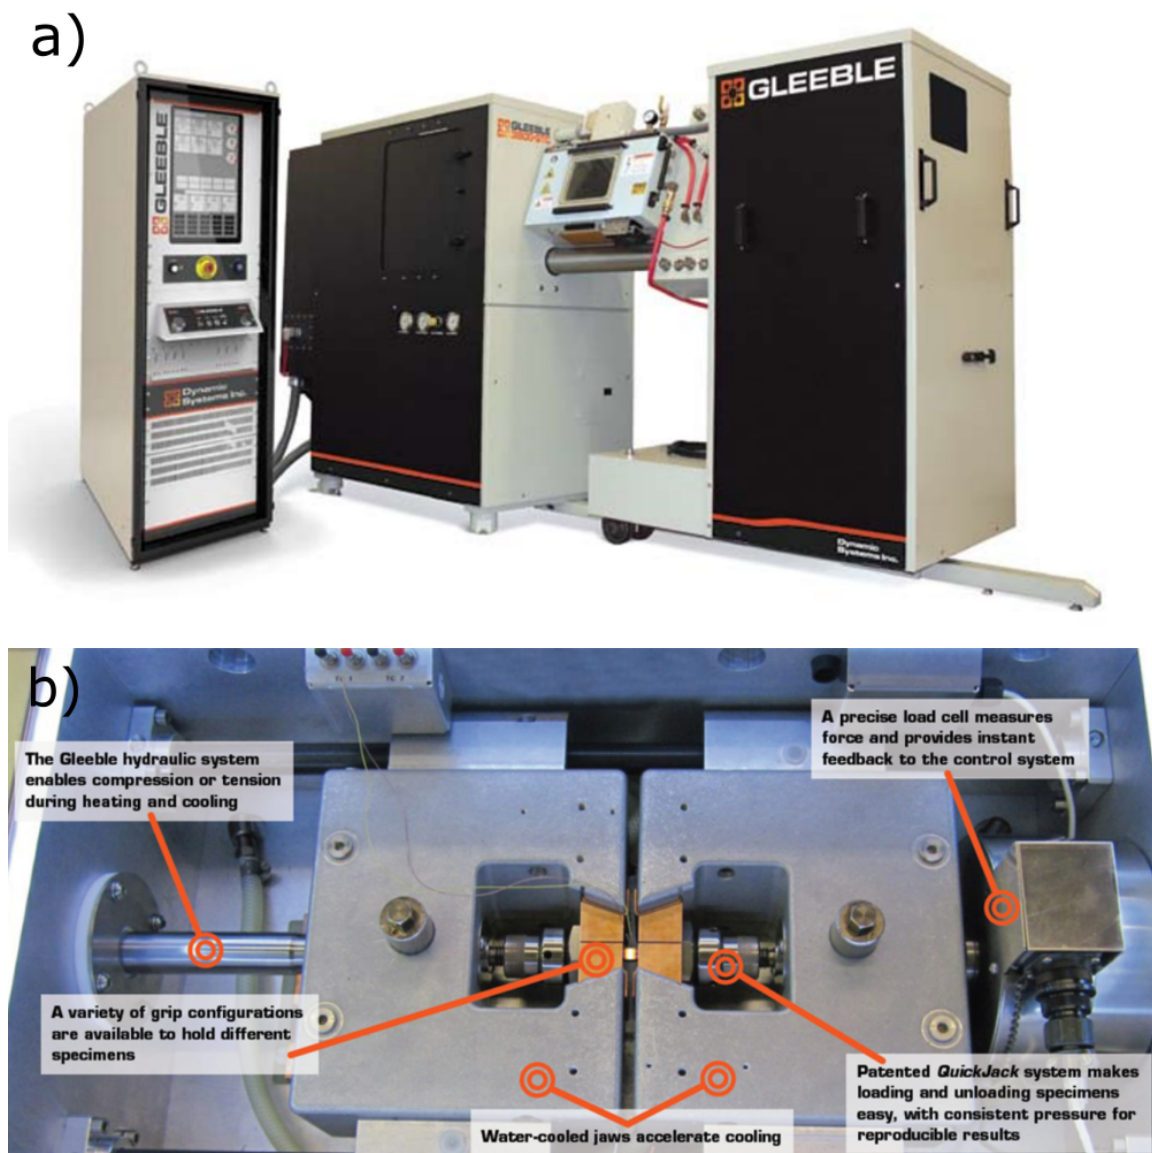 a)
GLEEBLE
GLEEBLE
GLEEBLE
Dynamic
Systems Inc.
Dynamic
Systems Inc.
b)
The Gleeble hydraulic system
enables compression or tension
during heating and cooling
A precise load cell measures
force and provides instant
feedback to the control system
A variety of grip configurations
are available to hold different
specimens
Patented QuickJack system makes
loading and unloading specimens
easy, with consistent pressure for
reproducible results
Water-cooled jaws accelerate cooling